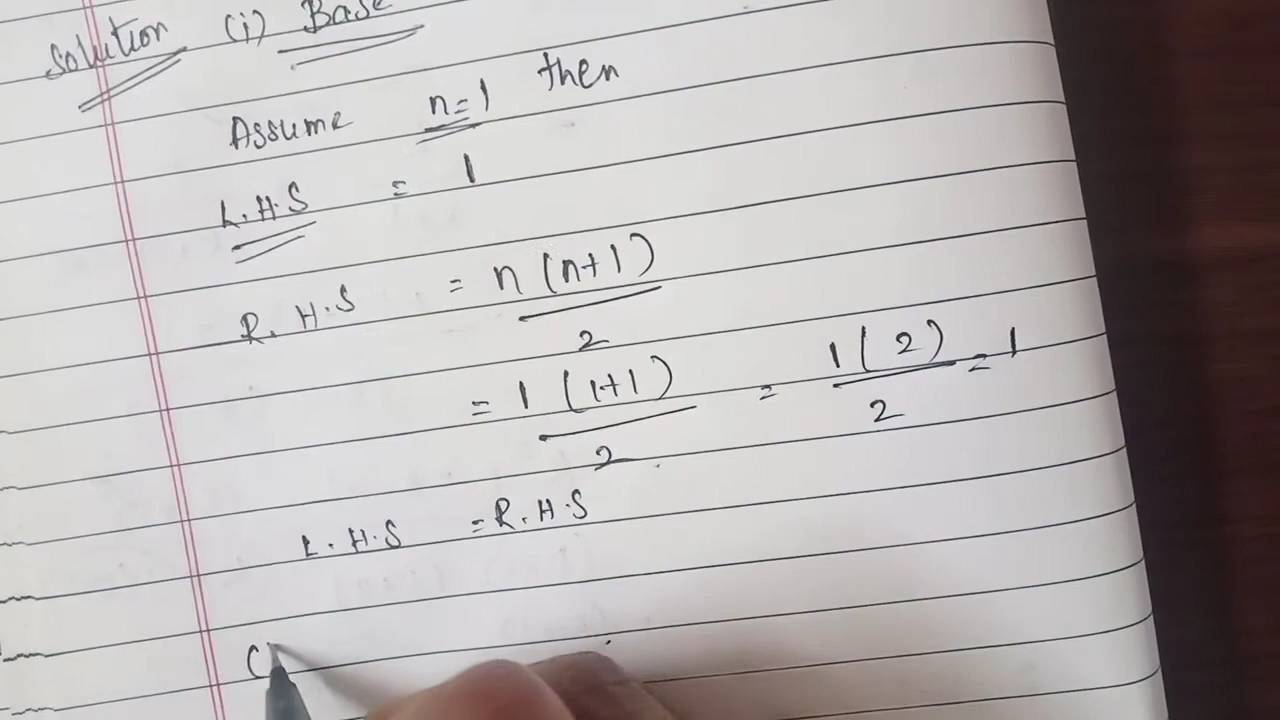 Solution (i) Base
Assume n=1 then
L.H.S = 1
R.H.S = n(n+1)/2
= 1(1+1)/2 = 1(2)/2 = 1
L.H.S = R.H.S
(